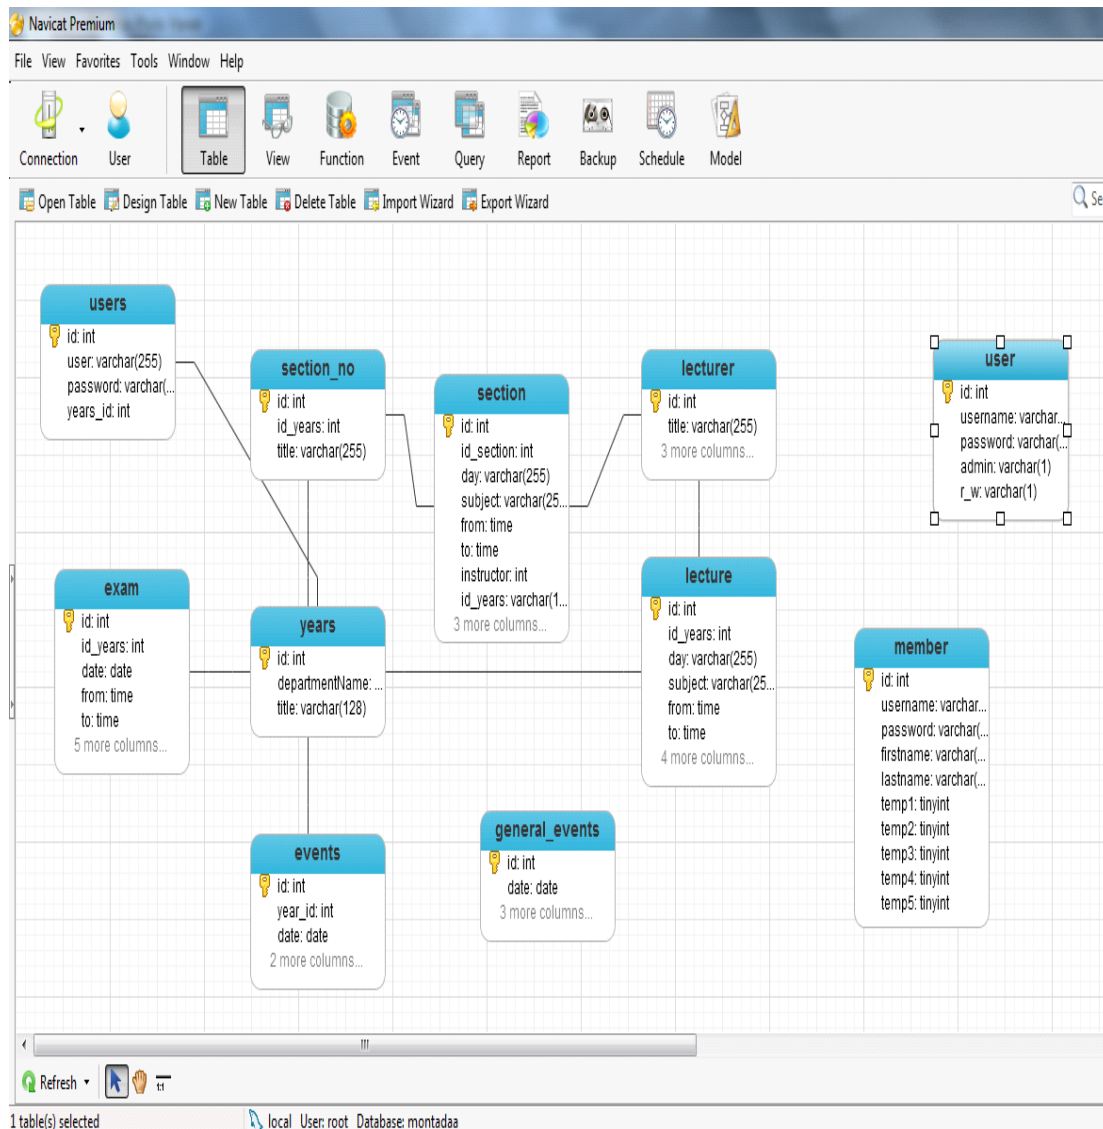 Navicat Premium
File View Favorites Tools Window Help
Connection User Table View Function Event Query Report Backup Schedule Model
Open Table Design Table New Table Delete Table Import Wizard Export Wizard Se
users
id: int
user: varchar(255)
password: varchar(...
years_id: int
section_no
id: int
id_years: int
title: varchar(255)
section
id: int
id_section: int
day: varchar(255)
subject: varchar(25...
from: time
to: time
instructor: int
id_years: varchar(1...
3 more columns...
lecturer
id: int
title: varchar(255)
3 more columns...
user
id: int
username: varchar...
password: varchar(...
admin: varchar(1)
r_w: varchar(1)
exam
id: int
id_years: int
date: date
from: time
to: time
5 more columns...
years
id: int
departmentName: ...
title: varchar(128)
lecture
id: int
id_years: int
day: varchar(255)
subject: varchar(25...
from: time
to: time
4 more columns...
member
id: int
username: varchar...
password: varchar(...
firstname: varchar(...
lastname: varchar(...
temp1: tinyint
temp2: tinyint
temp3: tinyint
temp4: tinyint
temp5: tinyint
events
id: int
year_id: int
date: date
2 more columns...
general_events
id: int
date: date
3 more columns...
Refresh 1:1
1 table(s) selected local User: root Database: montadaa